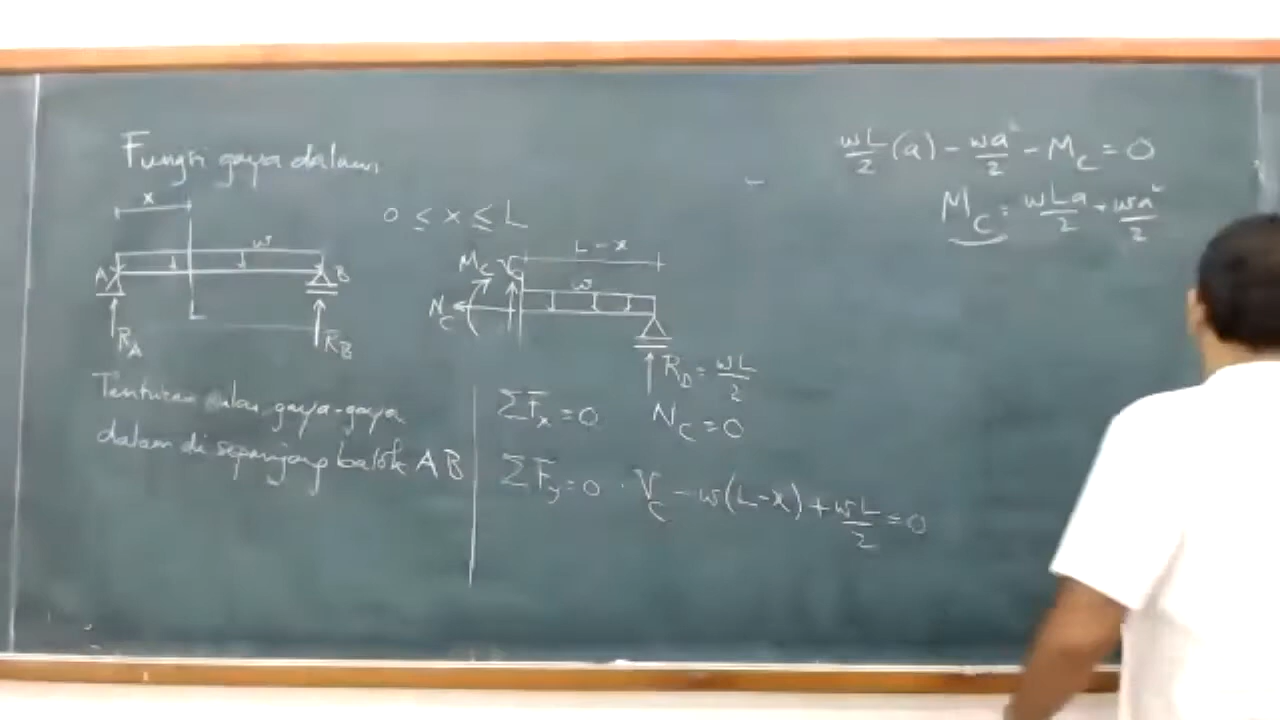 Fungsi gaya dalam
x
0 ≤ x ≤ L
w
A
B
R_A
R_B
Tentukan gaya-gaya
dalam di sepanjang balok AB
L - x
M_C V_C
w
N_C
R_B = wL/2
ΣF_x = 0 N_C = 0
ΣF_y = 0 . V_C - w(L-x) + wL/2 = 0
wL/2 (a) - wa²/2 - M_C = 0
M_C = wLa/2 + wa²/2